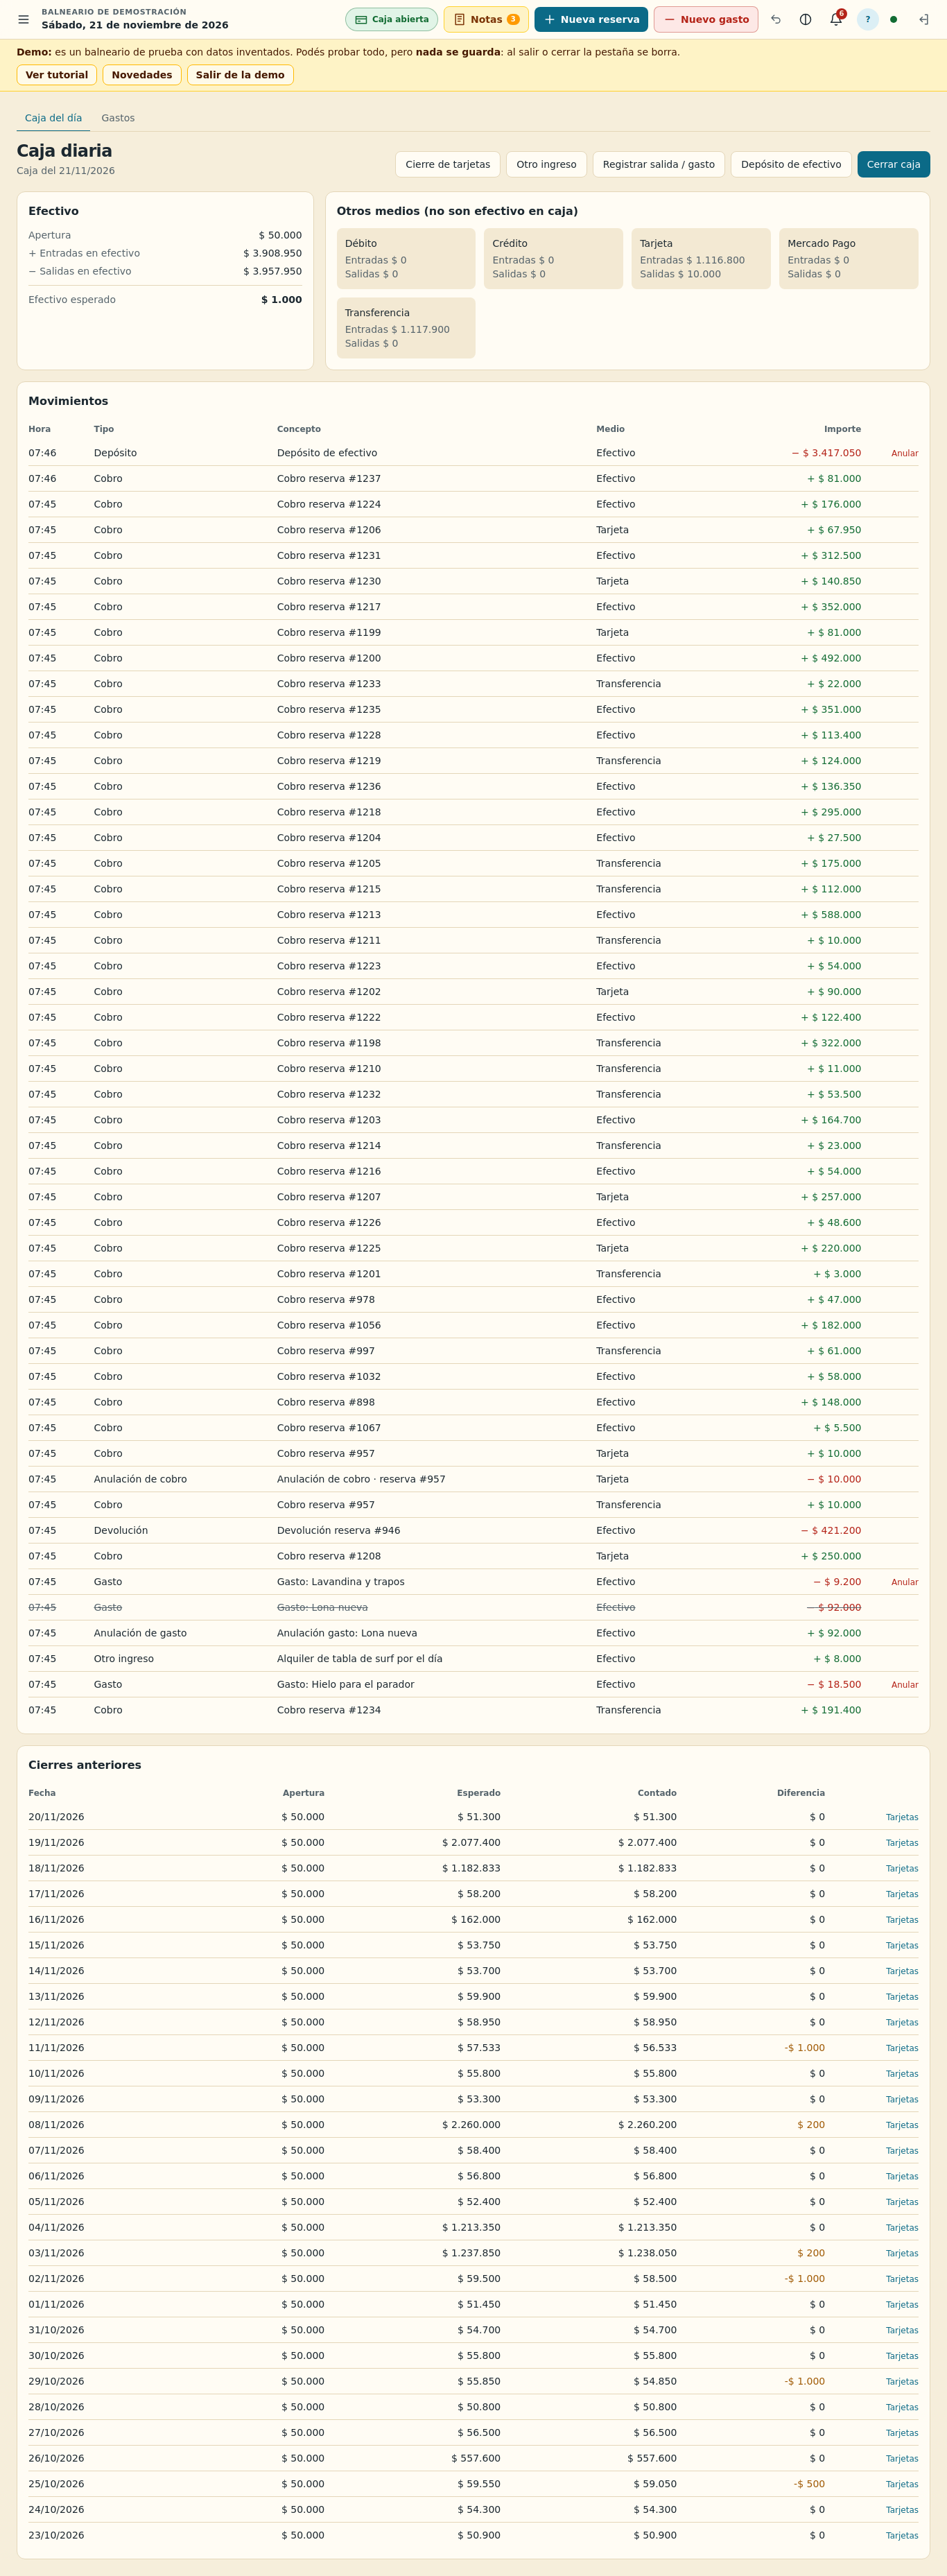 BALNEARIO DE DEMOSTRACIÓN
Sábado, 21 de noviembre de 2026
Caja abierta
Notas 3
Nueva reserva
Nuevo gasto
6
?
Demo: es un balneario de prueba con datos inventados. Podés probar todo, pero nada se guarda: al salir o cerrar la pestaña se borra.
Ver tutorial Novedades Salir de la demo
Caja del día Gastos
Caja diaria
Caja del 21/11/2026
Cierre de tarjetas Otro ingreso Registrar salida / gasto Depósito de efectivo Cerrar caja
Efectivo
Apertura $ 50.000
+ Entradas en efectivo $ 3.908.950
− Salidas en efectivo $ 3.957.950
Efectivo esperado $ 1.000
Otros medios (no son efectivo en caja)
Débito
Entradas $ 0
Salidas $ 0
Crédito
Entradas $ 0
Salidas $ 0
Tarjeta
Entradas $ 1.116.800
Salidas $ 10.000
Mercado Pago
Entradas $ 0
Salidas $ 0
Transferencia
Entradas $ 1.117.900
Salidas $ 0
Movimientos
Hora Tipo Concepto Medio Importe
07:46 Depósito Depósito de efectivo Efectivo − $ 3.417.050 Anular
07:46 Cobro Cobro reserva #1237 Efectivo + $ 81.000
07:45 Cobro Cobro reserva #1224 Efectivo + $ 176.000
07:45 Cobro Cobro reserva #1206 Tarjeta + $ 67.950
07:45 Cobro Cobro reserva #1231 Efectivo + $ 312.500
07:45 Cobro Cobro reserva #1230 Tarjeta + $ 140.850
07:45 Cobro Cobro reserva #1217 Efectivo + $ 352.000
07:45 Cobro Cobro reserva #1199 Tarjeta + $ 81.000
07:45 Cobro Cobro reserva #1200 Efectivo + $ 492.000
07:45 Cobro Cobro reserva #1233 Transferencia + $ 22.000
07:45 Cobro Cobro reserva #1235 Efectivo + $ 351.000
07:45 Cobro Cobro reserva #1228 Efectivo + $ 113.400
07:45 Cobro Cobro reserva #1219 Transferencia + $ 124.000
07:45 Cobro Cobro reserva #1236 Efectivo + $ 136.350
07:45 Cobro Cobro reserva #1218 Efectivo + $ 295.000
07:45 Cobro Cobro reserva #1204 Efectivo + $ 27.500
07:45 Cobro Cobro reserva #1205 Transferencia + $ 175.000
07:45 Cobro Cobro reserva #1215 Transferencia + $ 112.000
07:45 Cobro Cobro reserva #1213 Efectivo + $ 588.000
07:45 Cobro Cobro reserva #1211 Transferencia + $ 10.000
07:45 Cobro Cobro reserva #1223 Efectivo + $ 54.000
07:45 Cobro Cobro reserva #1202 Tarjeta + $ 90.000
07:45 Cobro Cobro reserva #1222 Efectivo + $ 122.400
07:45 Cobro Cobro reserva #1198 Transferencia + $ 322.000
07:45 Cobro Cobro reserva #1210 Transferencia + $ 11.000
07:45 Cobro Cobro reserva #1232 Transferencia + $ 53.500
07:45 Cobro Cobro reserva #1203 Efectivo + $ 164.700
07:45 Cobro Cobro reserva #1214 Transferencia + $ 23.000
07:45 Cobro Cobro reserva #1216 Efectivo + $ 54.000
07:45 Cobro Cobro reserva #1207 Tarjeta + $ 257.000
07:45 Cobro Cobro reserva #1226 Efectivo + $ 48.600
07:45 Cobro Cobro reserva #1225 Tarjeta + $ 220.000
07:45 Cobro Cobro reserva #1201 Transferencia + $ 3.000
07:45 Cobro Cobro reserva #978 Efectivo + $ 47.000
07:45 Cobro Cobro reserva #1056 Efectivo + $ 182.000
07:45 Cobro Cobro reserva #997 Transferencia + $ 61.000
07:45 Cobro Cobro reserva #1032 Efectivo + $ 58.000
07:45 Cobro Cobro reserva #898 Efectivo + $ 148.000
07:45 Cobro Cobro reserva #1067 Efectivo + $ 5.500
07:45 Cobro Cobro reserva #957 Tarjeta + $ 10.000
07:45 Anulación de cobro Anulación de cobro · reserva #957 Tarjeta − $ 10.000
07:45 Cobro Cobro reserva #957 Transferencia + $ 10.000
07:45 Devolución Devolución reserva #946 Efectivo − $ 421.200
07:45 Cobro Cobro reserva #1208 Tarjeta + $ 250.000
07:45 Gasto Gasto: Lavandina y trapos Efectivo − $ 9.200 Anular
07:45 Gasto Gasto: Lona nueva Efectivo − $ 92.000
07:45 Anulación de gasto Anulación gasto: Lona nueva Efectivo + $ 92.000
07:45 Otro ingreso Alquiler de tabla de surf por el día Efectivo + $ 8.000
07:45 Gasto Gasto: Hielo para el parador Efectivo − $ 18.500 Anular
07:45 Cobro Cobro reserva #1234 Transferencia + $ 191.400
Cierres anteriores
Fecha Apertura Esperado Contado Diferencia
20/11/2026 $ 50.000 $ 51.300 $ 51.300 $ 0 Tarjetas
19/11/2026 $ 50.000 $ 2.077.400 $ 2.077.400 $ 0 Tarjetas
18/11/2026 $ 50.000 $ 1.182.833 $ 1.182.833 $ 0 Tarjetas
17/11/2026 $ 50.000 $ 58.200 $ 58.200 $ 0 Tarjetas
16/11/2026 $ 50.000 $ 162.000 $ 162.000 $ 0 Tarjetas
15/11/2026 $ 50.000 $ 53.750 $ 53.750 $ 0 Tarjetas
14/11/2026 $ 50.000 $ 53.700 $ 53.700 $ 0 Tarjetas
13/11/2026 $ 50.000 $ 59.900 $ 59.900 $ 0 Tarjetas
12/11/2026 $ 50.000 $ 58.950 $ 58.950 $ 0 Tarjetas
11/11/2026 $ 50.000 $ 57.533 $ 56.533 -$ 1.000 Tarjetas
10/11/2026 $ 50.000 $ 55.800 $ 55.800 $ 0 Tarjetas
09/11/2026 $ 50.000 $ 53.300 $ 53.300 $ 0 Tarjetas
08/11/2026 $ 50.000 $ 2.260.000 $ 2.260.200 $ 200 Tarjetas
07/11/2026 $ 50.000 $ 58.400 $ 58.400 $ 0 Tarjetas
06/11/2026 $ 50.000 $ 56.800 $ 56.800 $ 0 Tarjetas
05/11/2026 $ 50.000 $ 52.400 $ 52.400 $ 0 Tarjetas
04/11/2026 $ 50.000 $ 1.213.350 $ 1.213.350 $ 0 Tarjetas
03/11/2026 $ 50.000 $ 1.237.850 $ 1.238.050 $ 200 Tarjetas
02/11/2026 $ 50.000 $ 59.500 $ 58.500 -$ 1.000 Tarjetas
01/11/2026 $ 50.000 $ 51.450 $ 51.450 $ 0 Tarjetas
31/10/2026 $ 50.000 $ 54.700 $ 54.700 $ 0 Tarjetas
30/10/2026 $ 50.000 $ 55.800 $ 55.800 $ 0 Tarjetas
29/10/2026 $ 50.000 $ 55.850 $ 54.850 -$ 1.000 Tarjetas
28/10/2026 $ 50.000 $ 50.800 $ 50.800 $ 0 Tarjetas
27/10/2026 $ 50.000 $ 56.500 $ 56.500 $ 0 Tarjetas
26/10/2026 $ 50.000 $ 557.600 $ 557.600 $ 0 Tarjetas
25/10/2026 $ 50.000 $ 59.550 $ 59.050 -$ 500 Tarjetas
24/10/2026 $ 50.000 $ 54.300 $ 54.300 $ 0 Tarjetas
23/10/2026 $ 50.000 $ 50.900 $ 50.900 $ 0 Tarjetas